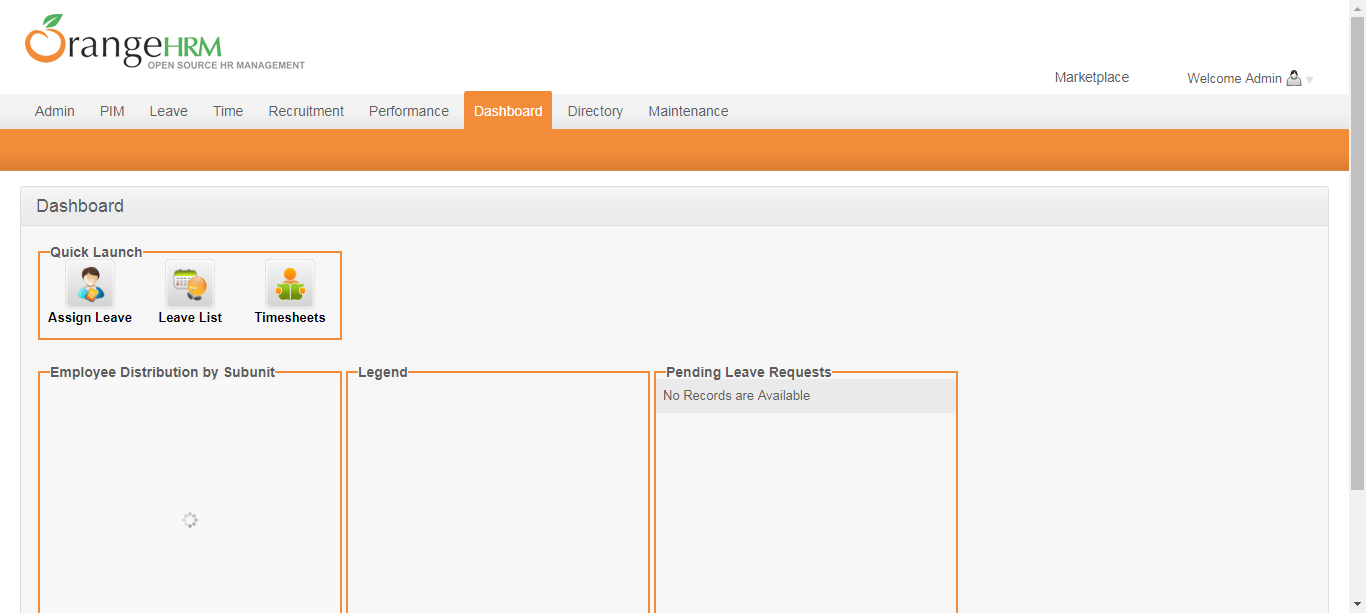 OrangeHRM
OPEN SOURCE HR MANAGEMENT
Marketplace
Welcome Admin
Admin PIM Leave Time Recruitment Performance Dashboard Directory Maintenance
Dashboard
Quick Launch
Assign Leave Leave List Timesheets
Employee Distribution by Subunit
Legend
Pending Leave Requests
No Records are Available